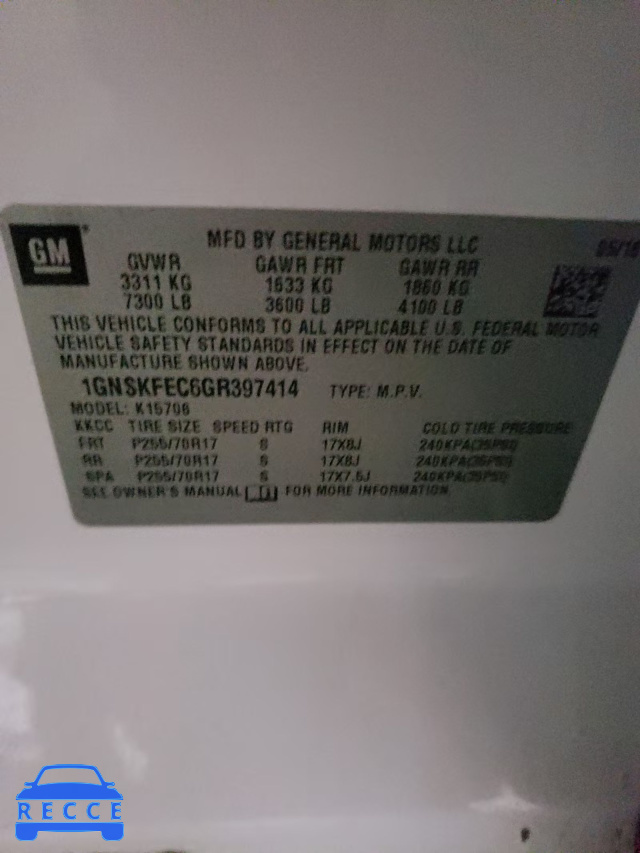 GM
MFD BY GENERAL MOTORS LLC 05/16
GVWR GAWR FRT GAWR RR
3311 KG 1633 KG 1860 KG
7300 LB 3600 LB 4100 LB
THIS VEHICLE CONFORMS TO ALL APPLICABLE U.S. FEDERAL MOTOR
VEHICLE SAFETY STANDARDS IN EFFECT ON THE DATE OF
MANUFACTURE SHOWN ABOVE.
1GNSKFEC6GR397414 TYPE: M.P.V.
MODEL: K15706
KKCC TIRE SIZE SPEED RTG RIM COLD TIRE PRESSURE
FRT P255/70R17 S 17X8J 240KPA(35PSI)
RR P255/70R17 S 17X8J 240KPA(35PSI)
SPA P255/70R17 S 17X7.5J 240KPA(35PSI)
SEE OWNER'S MANUAL FOR MORE INFORMATION
RECCE